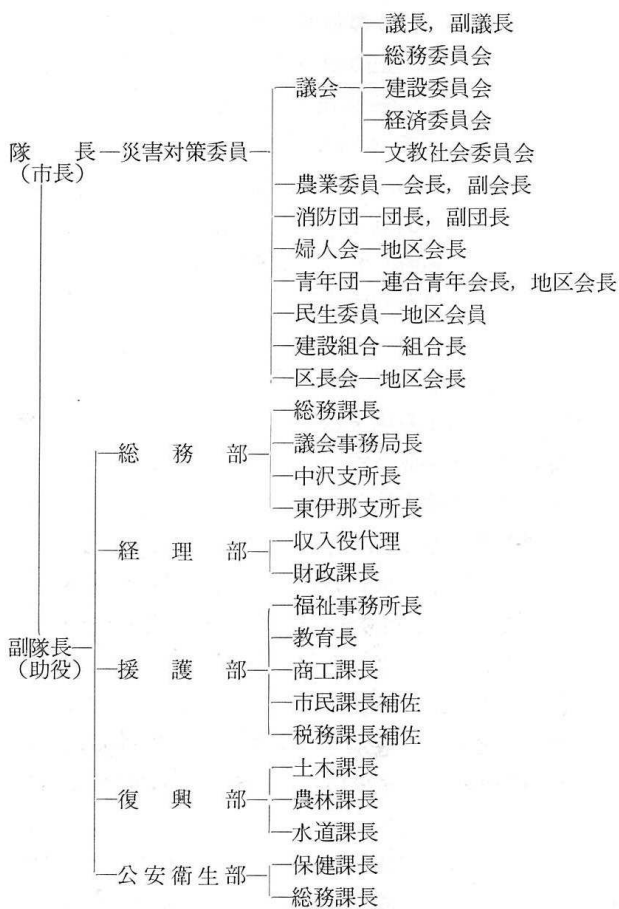 議長，副議長
総務委員会
議会 建設委員会
経済委員会
隊長 災害対策委員 文教社会委員会
（市長）
農業委員 会長，副会長
消防団 団長，副団長
婦人会 地区会長
青年団 連合青年会長，地区会長
民生委員 地区会員
建設組合 組合長
区長会 地区会長
総務課長
総務部 議会事務局長
中沢支所長
東伊那支所長
経理部 収入役代理
財政課長
福祉事務所長
副隊長 教育長
（助役） 援護部 商工課長
市民課長補佐
税務課長補佐
土木課長
復興部 農林課長
水道課長
公安衛生部 保健課長
総務課長